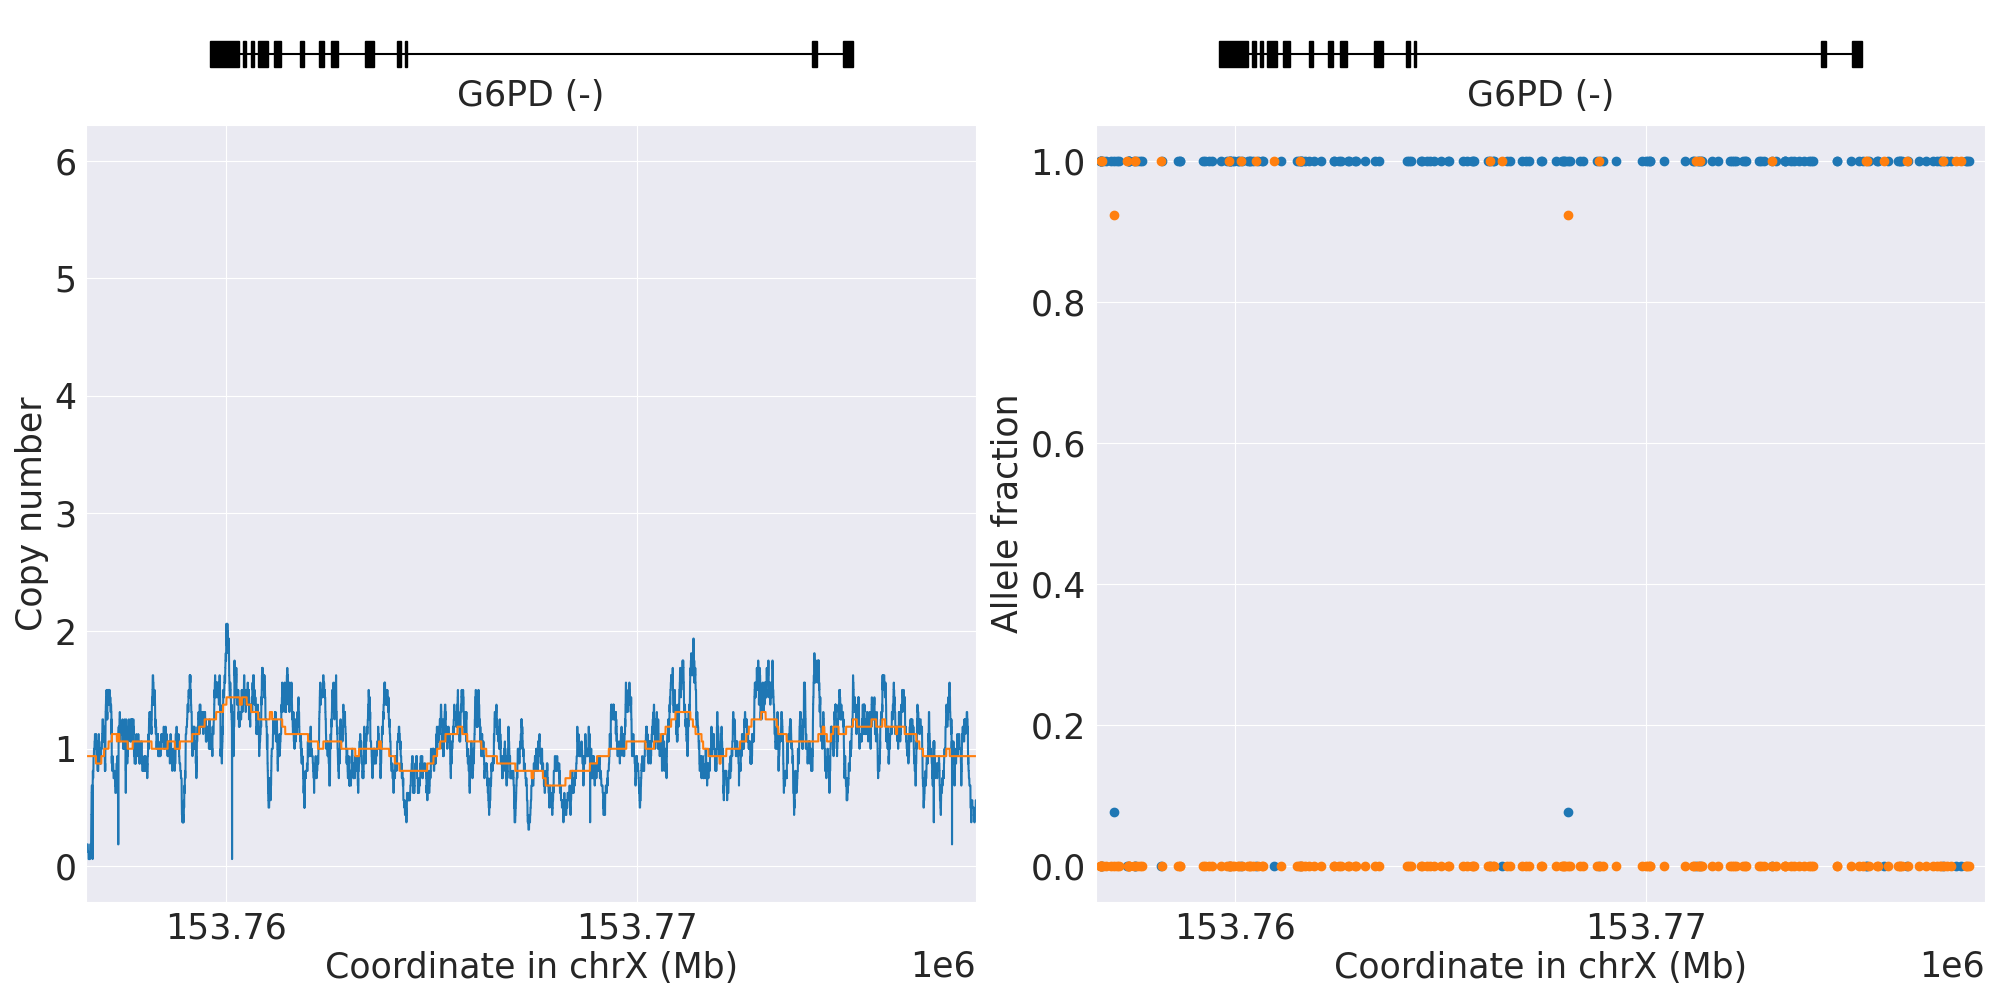 G6PD (-)
6
5
4
3
2
1
0
Copy number
153.76
153.77
Coordinate in chrX (Mb)
1e6
G6PD (-)
1.0
0.8
0.6
0.4
0.2
0.0
Allele fraction
153.76
153.77
Coordinate in chrX (Mb)
1e6